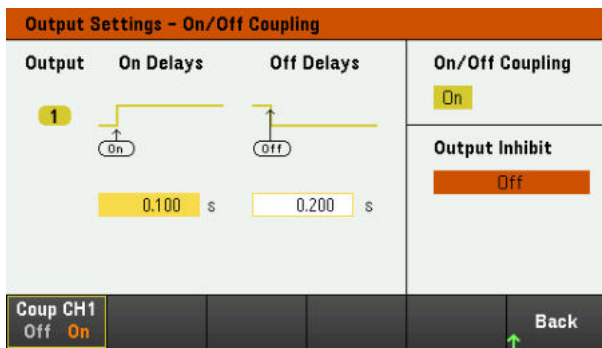 Output Settings - On/Off Coupling
Output On Delays Off Delays
1
On
Off
0.100 s
0.200 s
On/Off Coupling
On
Output Inhibit
Off
Coup CH1
Off On
Back